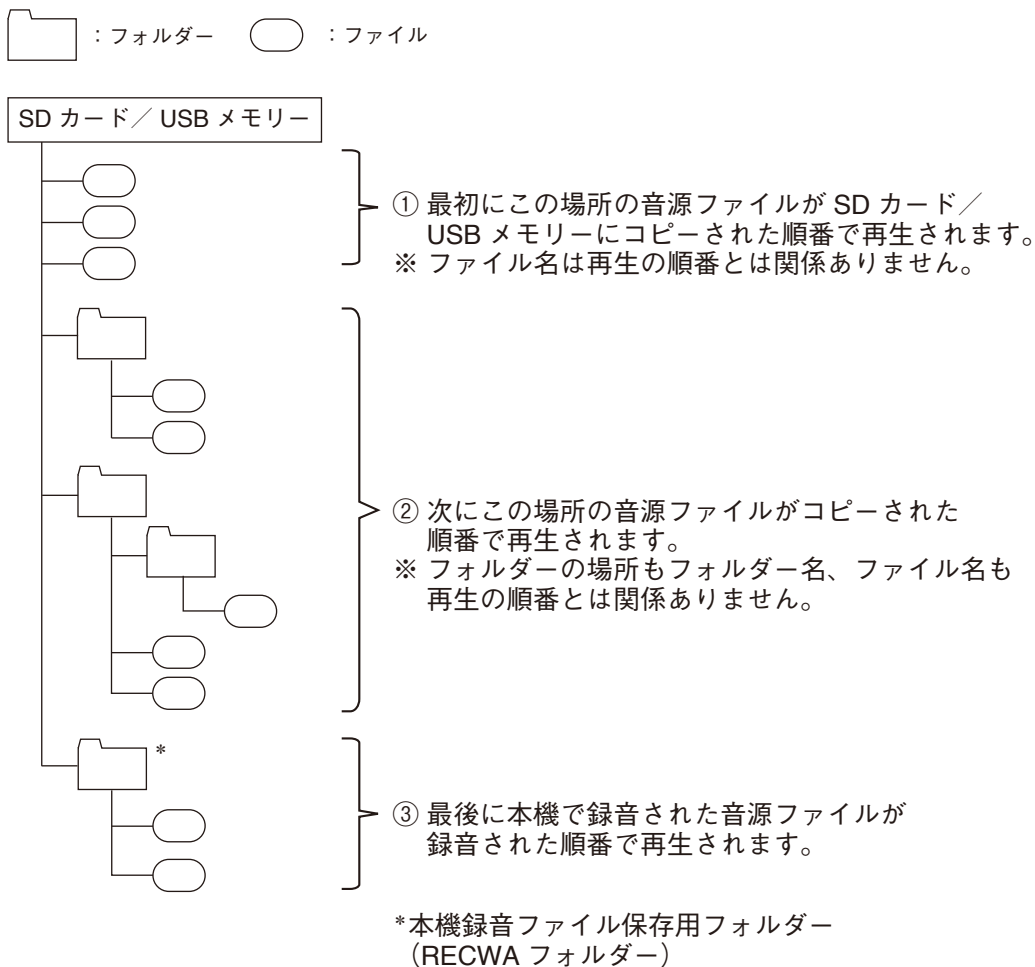 ：フォルダー　：ファイル
SD カード／ USB メモリー
① 最初にこの場所の音源ファイルが SD カード／
USB メモリーにコピーされた順番で再生されます。
※ ファイル名は再生の順番とは関係ありません。
② 次にこの場所の音源ファイルがコピーされた
順番で再生されます。
※ フォルダーの場所もフォルダー名、ファイル名も
再生の順番とは関係ありません。
*
③ 最後に本機で録音された音源ファイルが
録音された順番で再生されます。
*本機録音ファイル保存用フォルダー
（RECWA フォルダー）